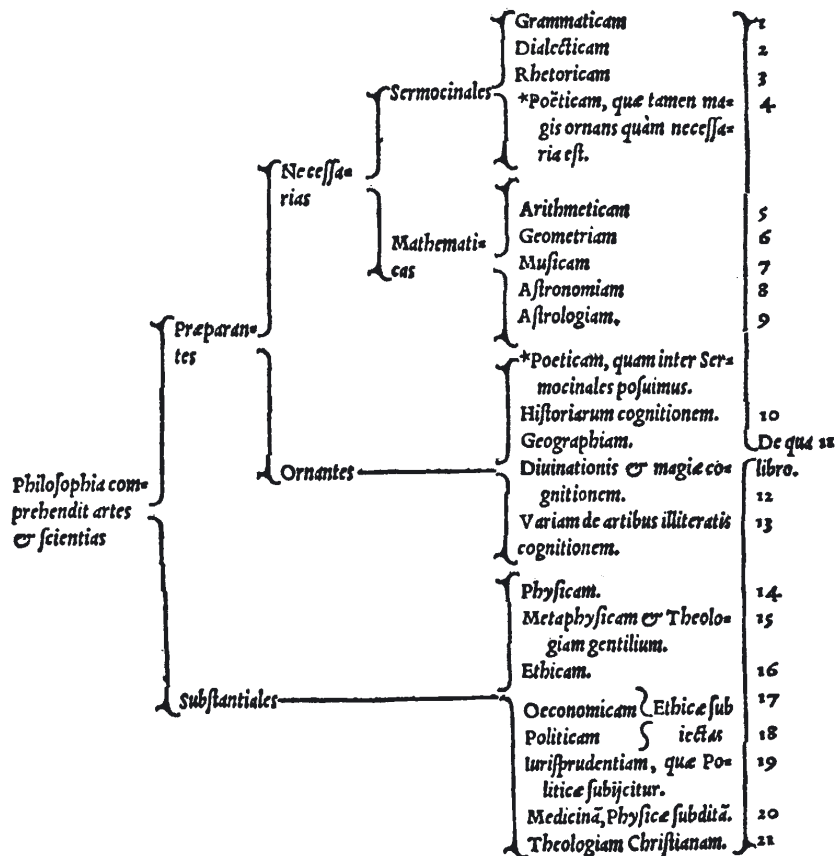 Grammaticam 1
Dialecticam 2
Rhetoricam 3
Sermocinales
*Poëticam, quæ tamen ma= 4
gis ornans quàm necessa=
ria est.
Necessa=
rias
Arithmeticam 5
Mathemati=
cas
Geometriam 6
Musicam 7
Astronomiam 8
Astrologiam. 9
Præparan=
tes
*Poeticam, quam inter Ser=
mocinales posuimus.
Historiarum cognitionem. 10
Geographiam. De qua 11
Ornantes
Diuinationis & magiæ co= libro.
gnitionem. 12
Variam de artibus illiteratis 13
cognitionem.
Philosophia com=
prehendit artes
& scientias
Physicam. 14
Metaphysicam & Theolo= 15
giam gentilium.
Ethicam. 16
Substantiales
Oeconomicam Ethicæ sub 17
Politicam iectas 18
Iurisprudentiam, quæ Po= 19
liticæ subijcitur.
Medicinã, Physicæ subditã. 20
Theologiam Christianam. 21